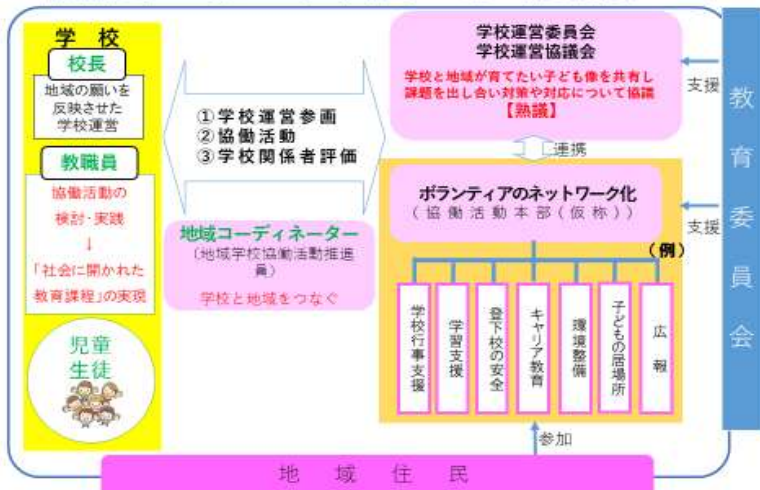 学 校
校長
地域の願いを
反映させた
学校運営
教職員
協働活動の
検討・実践
↓
「社会に開かれた
教育課程」の実現
児童
生徒
①学校運営参画
②協働活動
③学校関係者評価
地域コーディネーター
(地域学校協働活動推進
員)
学校と地域をつなぐ
学校運営委員会
学校運営協議会
学校と地域が育てたい子ども像を共有し
課題を出し合い対策や対応について協議
【熟議】
連携
ボランティアのネットワーク化
(協働活動本部(仮称))
(例)
学校行事支援
学習支援
登下校の安全
キャリア教育
環境整備
子どもの居場所
広報
参加
支援
支援
教育委員会
地域住民